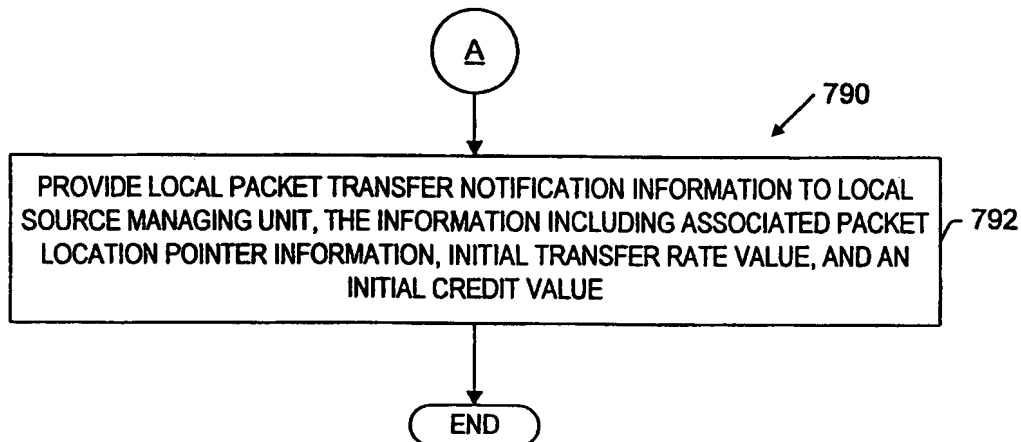 A
790
PROVIDE LOCAL PACKET TRANSFER NOTIFICATION INFORMATION TO LOCAL
SOURCE MANAGING UNIT, THE INFORMATION INCLUDING ASSOCIATED PACKET
LOCATION POINTER INFORMATION, INITIAL TRANSFER RATE VALUE, AND AN
INITIAL CREDIT VALUE
792
END